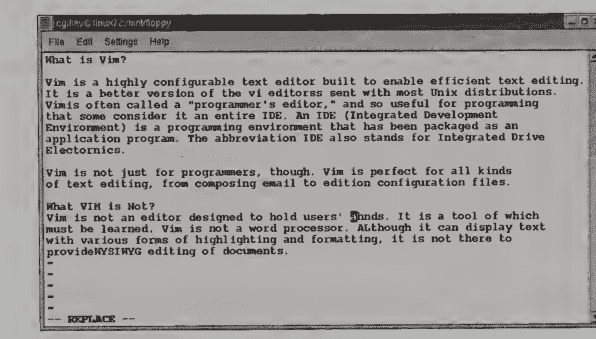 File Edit Settings Help
What is Vim?
Vim is a highly configurable text editor built to enable efficient text editing.
It is a better version of the vi editorss sent with most Unix distributions.
Vimis often called a "programmer's editor," and so useful for programming
that some consider it an entire IDE. An IDE (Integrated Development
Environment) is a programming environment that has been packaged as an
application program. The abbreviation IDE also stands for Integrated Drive
Electornics.
Vim is not just for programmers, though. Vim is perfect for all kinds
of text editing, from composing email to edition configuration files.
What VIM is Not?
Vim is not an editor designed to hold users' hnds. It is a tool of which
must be learned. Vim is not a word processor. ALthough it can display text
with various forms of highlighting and formatting, it is not there to
provideWYSIWYG editing of documents.
~
~
~
~
~
-- REPLACE --